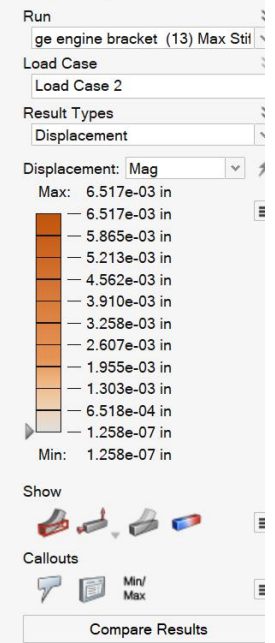 Run
ge engine bracket (13) Max Stif
Load Case
Load Case 2
Result Types
Displacement
Displacement: Mag
Max: 6.517e-03 in
6.517e-03 in
5.865e-03 in
5.213e-03 in
4.562e-03 in
3.910e-03 in
3.258e-03 in
2.607e-03 in
1.955e-03 in
1.303e-03 in
6.518e-04 in
1.258e-07 in
Min: 1.258e-07 in
Show
Callouts
Min/
Max
Compare Results